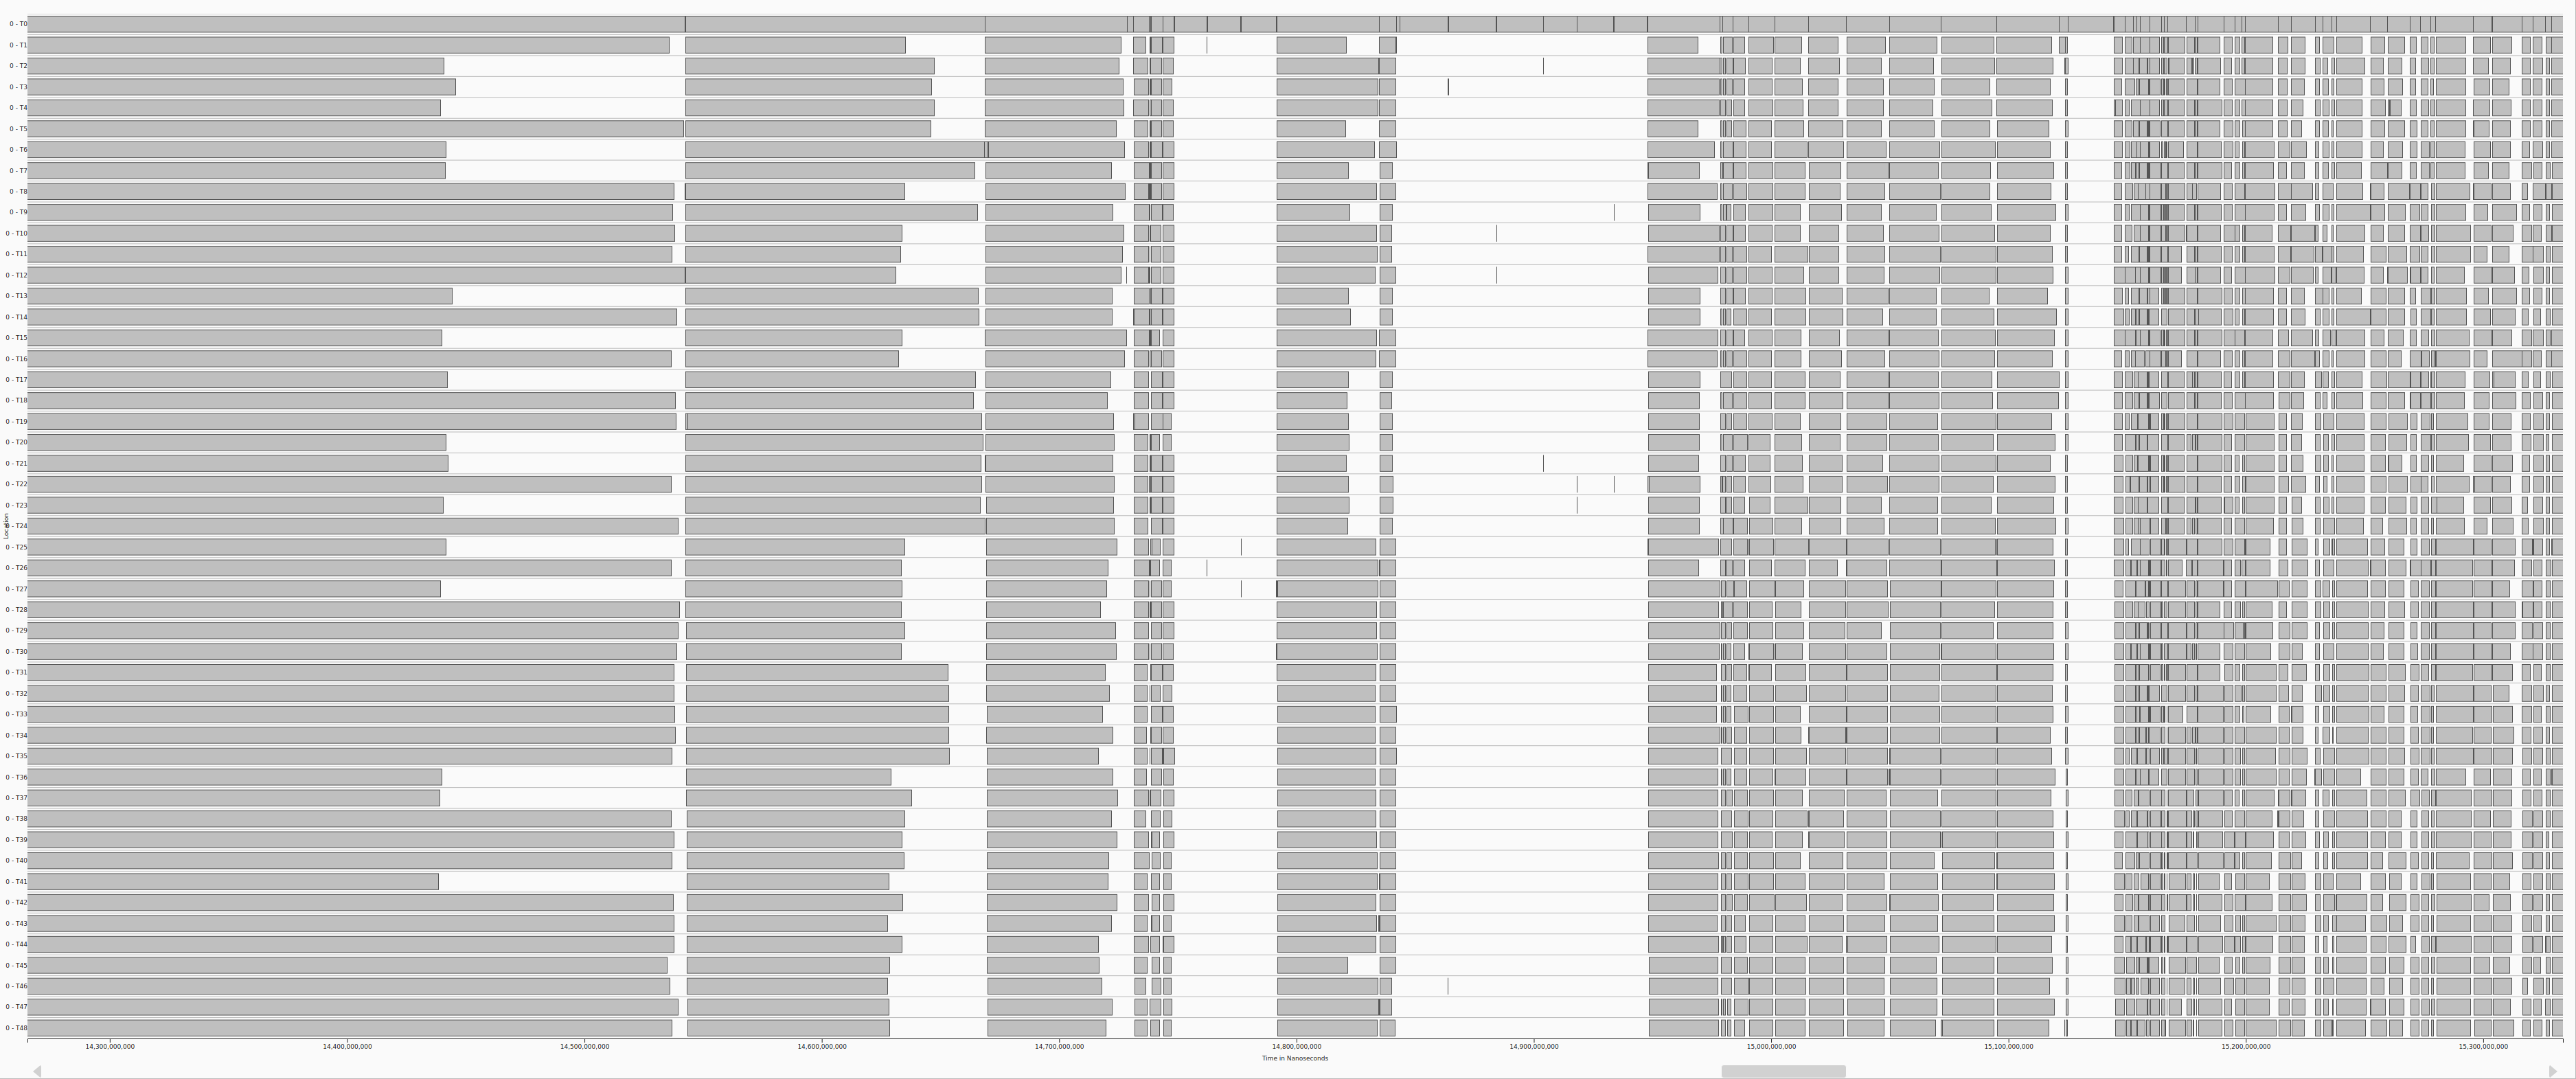 0 - T0
0 - T1
0 - T2
0 - T3
0 - T4
0 - T5
0 - T6
0 - T7
0 - T8
0 - T9
0 - T10
0 - T11
0 - T12
0 - T13
0 - T14
0 - T15
0 - T16
0 - T17
0 - T18
0 - T19
0 - T20
0 - T21
0 - T22
0 - T23
Location
0 - T24
0 - T25
0 - T26
0 - T27
0 - T28
0 - T29
0 - T30
0 - T31
0 - T32
0 - T33
0 - T34
0 - T35
0 - T36
0 - T37
0 - T38
0 - T39
0 - T40
0 - T41
0 - T42
0 - T43
0 - T44
0 - T45
0 - T46
0 - T47
0 - T48
14,300,000,000 14,400,000,000 14,500,000,000 14,600,000,000 14,700,000,000 14,800,000,000 14,900,000,000 15,000,000,000 15,100,000,000 15,200,000,000 15,300,000,000
Time in Nanoseconds